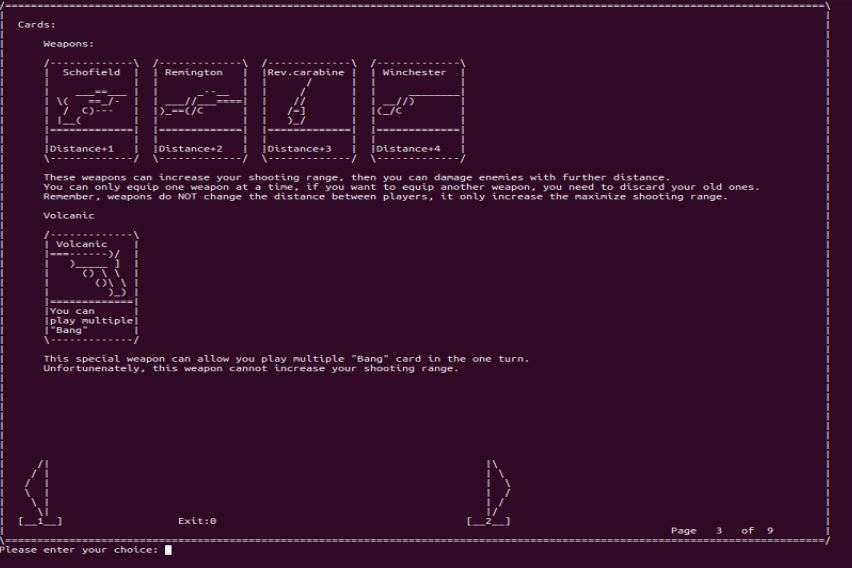 Cards:
Weapons:
Schofield Remington Rev.carabine Winchester
Distance+1 Distance+2 Distance+3 Distance+4
These weapons can increase your shooting range, then you can damage enemies with further distance.
You can only equip one weapon at a time, if you want to equip another weapon, you need to discard your old ones.
Remember, weapons do NOT change the distance between players, it only increase the maximize shooting range.
Volcanic
Volcanic
You can
play multiple
"Bang"
This special weapon can allow you play multiple "Bang" card in the one turn.
Unfortunenately, this weapon cannot increase your shooting range.
[__1__] Exit:0 [__2__]
Page 3 of 9
Please enter your choice: